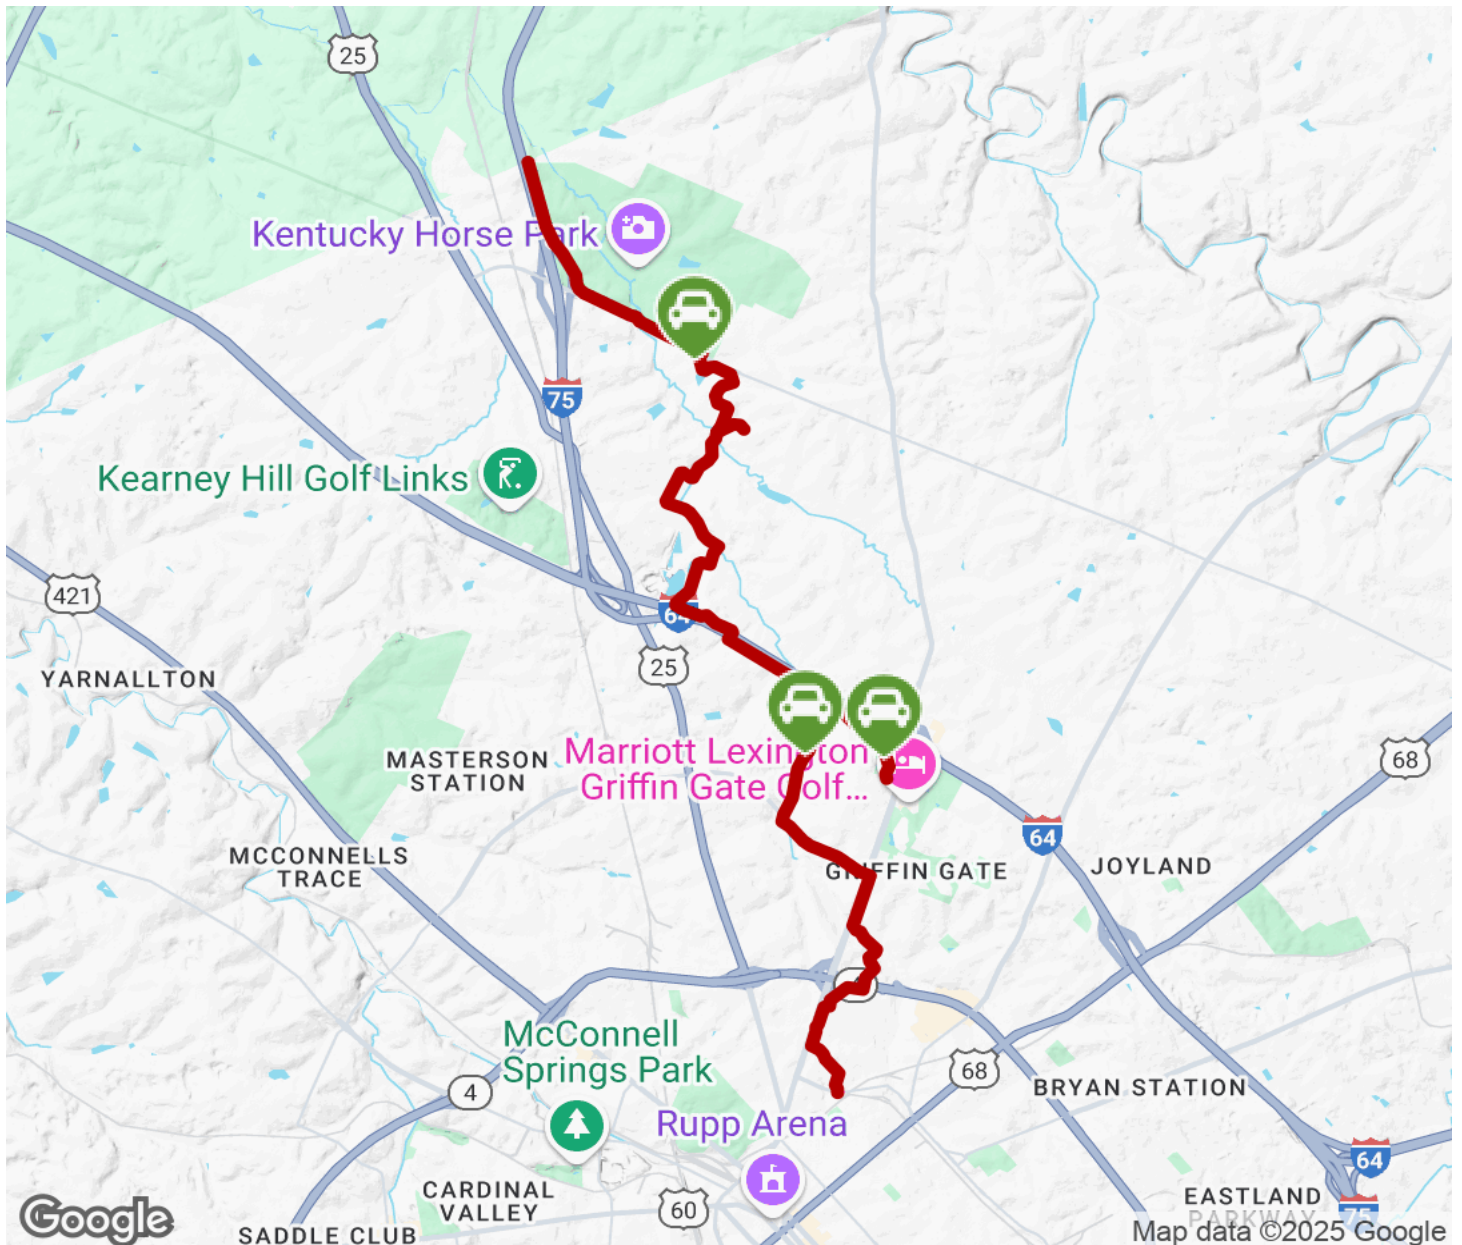 25
Kentucky Horse Park
75
Kearney Hill Golf Links
421
64
25
YARNALLTON
MASTERSON
STATION
Marriott Lexington
Griffin Gate Golf...
68
64
MCCONNELLS
TRACE
GRIFFIN GATE
JOYLAND
McConnell
Springs Park
4
68
BRYAN STATION
Rupp Arena
64
CARDINAL
VALLEY
60
EASTLAND
PARKWAY
75
Google
SADDLE CLUB
Map data ©2025 Google